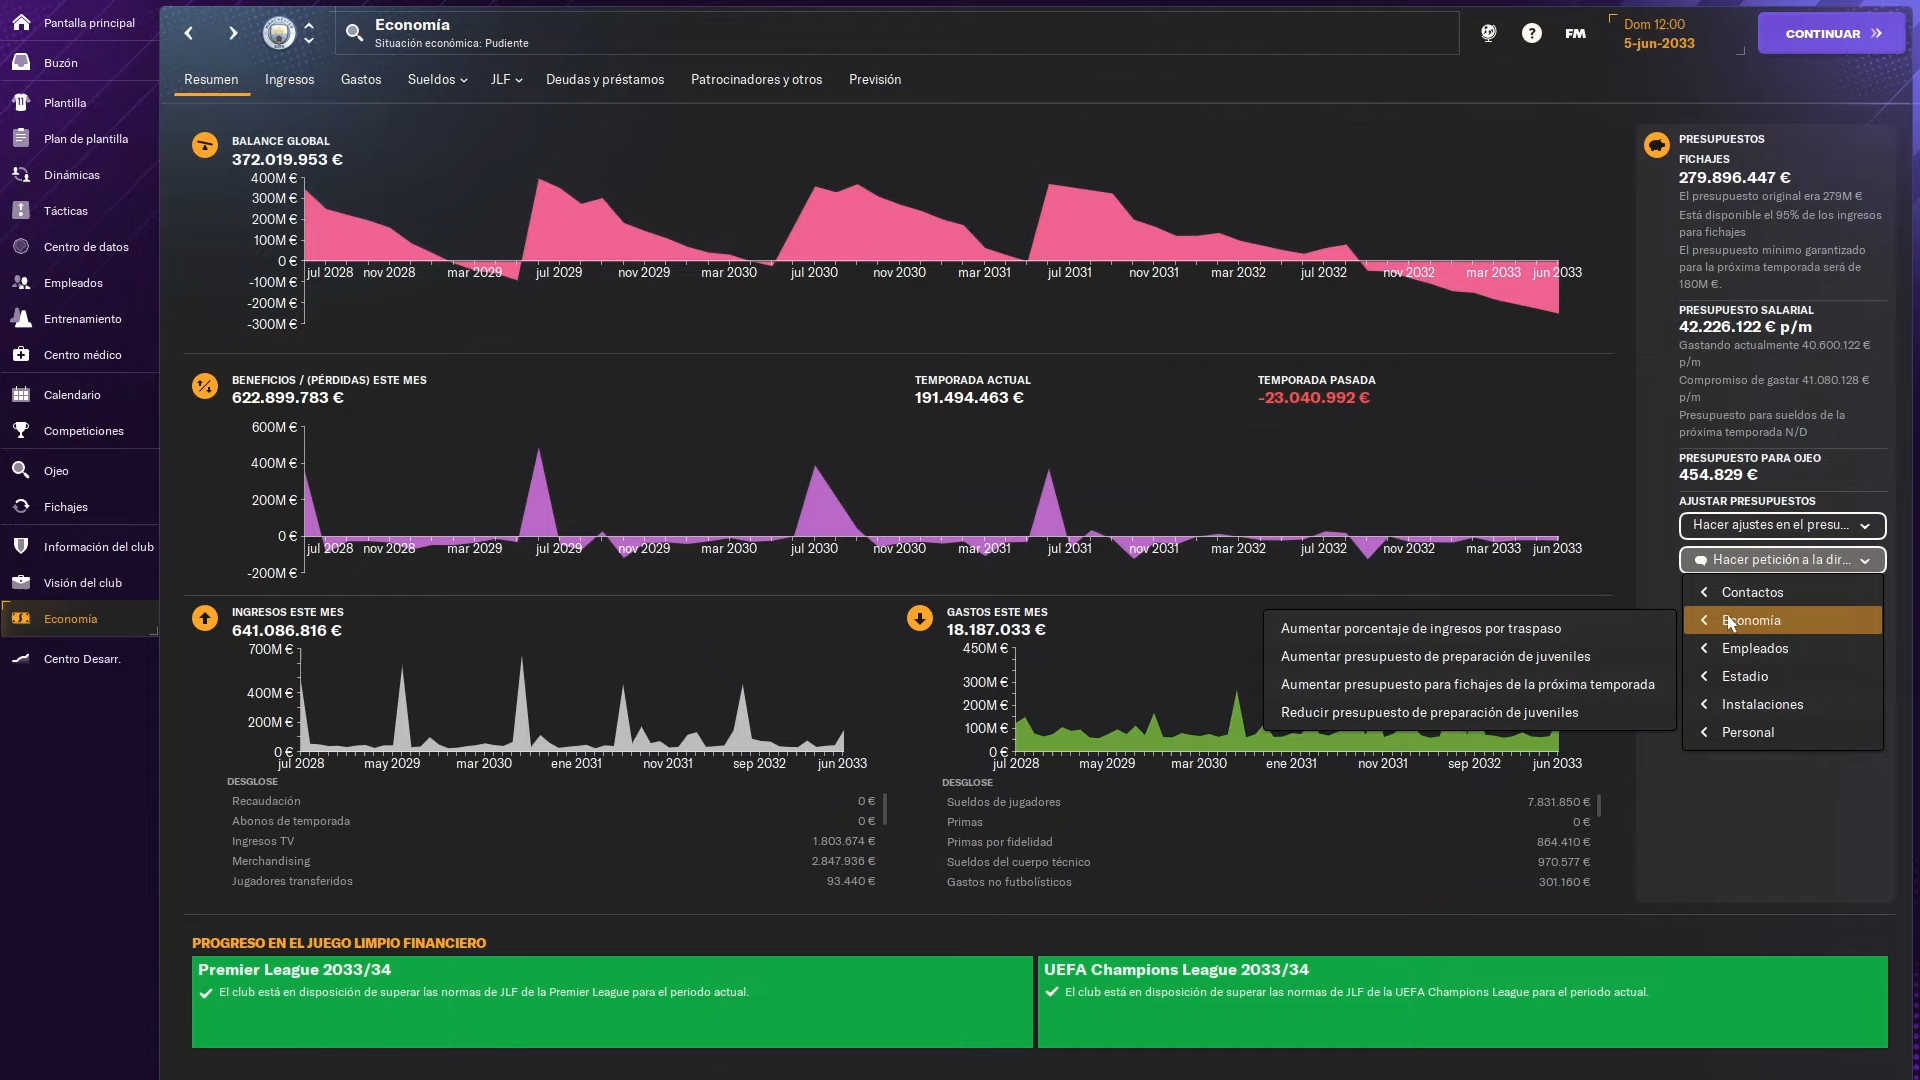 Pantalla principal
Buzón
Plantilla
Plan de plantilla
Dinámicas
Tácticas
Centro de datos
Empleados
Entrenamiento
Centro médico
Calendario
Competiciones
Ojeo
Fichajes
Información del club
Visión del club
Economía
Centro Desarr.
Economía
Situación económica: Pudiente
FM
Dom 12:00
5-jun-2033
CONTINUAR
Resumen
Ingresos
Gastos
Sueldos
JLF
Deudas y préstamos
Patrocinadores y otros
Previsión
BALANCE GLOBAL
372.019.953 €
400M €
300M €
200M €
100M €
0 €
-100M €
-200M €
-300M €
jul 2028 nov 2028 mar 2029 jul 2029 nov 2029 mar 2030 jul 2030 nov 2030 mar 2031 jul 2031 nov 2031 mar 2032 jul 2032 nov 2032 mar 2033 jun 2033
BENEFICIOS / (PÉRDIDAS) ESTE MES
622.899.783 €
TEMPORADA ACTUAL
191.494.463 €
TEMPORADA PASADA
-23.040.992 €
600M €
400M €
200M €
0 €
-200M €
jul 2028 nov 2028 mar 2029 jul 2029 nov 2029 mar 2030 jul 2030 nov 2030 mar 2031 jul 2031 nov 2031 mar 2032 jul 2032 nov 2032 mar 2033 jun 2033
INGRESOS ESTE MES
641.086.816 €
700M €
400M €
200M €
0 €
jul 2028 may 2029 mar 2030 ene 2031 nov 2031 sep 2032 jun 2033
DESGLOSE
Recaudación 0 €
Abonos de temporada 0 €
Ingresos TV 1.803.674 €
Merchandising 2.847.936 €
Jugadores transferidos 93.440 €
GASTOS ESTE MES
18.187.033 €
450M €
300M €
200M €
100M €
0 €
jul 2028 may 2029 mar 2030 ene 2031 nov 2031 sep 2032 jun 2033
DESGLOSE
Sueldos de jugadores 7.831.850 €
Primas 0 €
Primas por fidelidad 864.410 €
Sueldos del cuerpo técnico 970.577 €
Gastos no futbolísticos 301.160 €
Aumentar porcentaje de ingresos por traspaso
Aumentar presupuesto de preparación de juveniles
Aumentar presupuesto para fichajes de la próxima temporada
Reducir presupuesto de preparación de juveniles
PRESUPUESTOS
FICHAJES
279.896.447 €
El presupuesto original era 279M €
Está disponible el 95% de los ingresos
para fichajes
El presupuesto mínimo garantizado
para la próxima temporada será de
180M €.
PRESUPUESTO SALARIAL
42.226.122 € p/m
Gastando actualmente 40.600.122 €
p/m
Compromiso de gastar 41.080.128 €
p/m
Presupuesto para sueldos de la
próxima temporada N/D
PRESUPUESTO PARA OJEO
454.829 €
AJUSTAR PRESUPUESTOS
Hacer ajustes en el presu...
Hacer petición a la dir...
Contactos
Economía
Empleados
Estadio
Instalaciones
Personal
PROGRESO EN EL JUEGO LIMPIO FINANCIERO
Premier League 2033/34
El club está en disposición de superar las normas de JLF de la Premier League para el periodo actual.
UEFA Champions League 2033/34
El club está en disposición de superar las normas de JLF de la UEFA Champions League para el periodo actual.